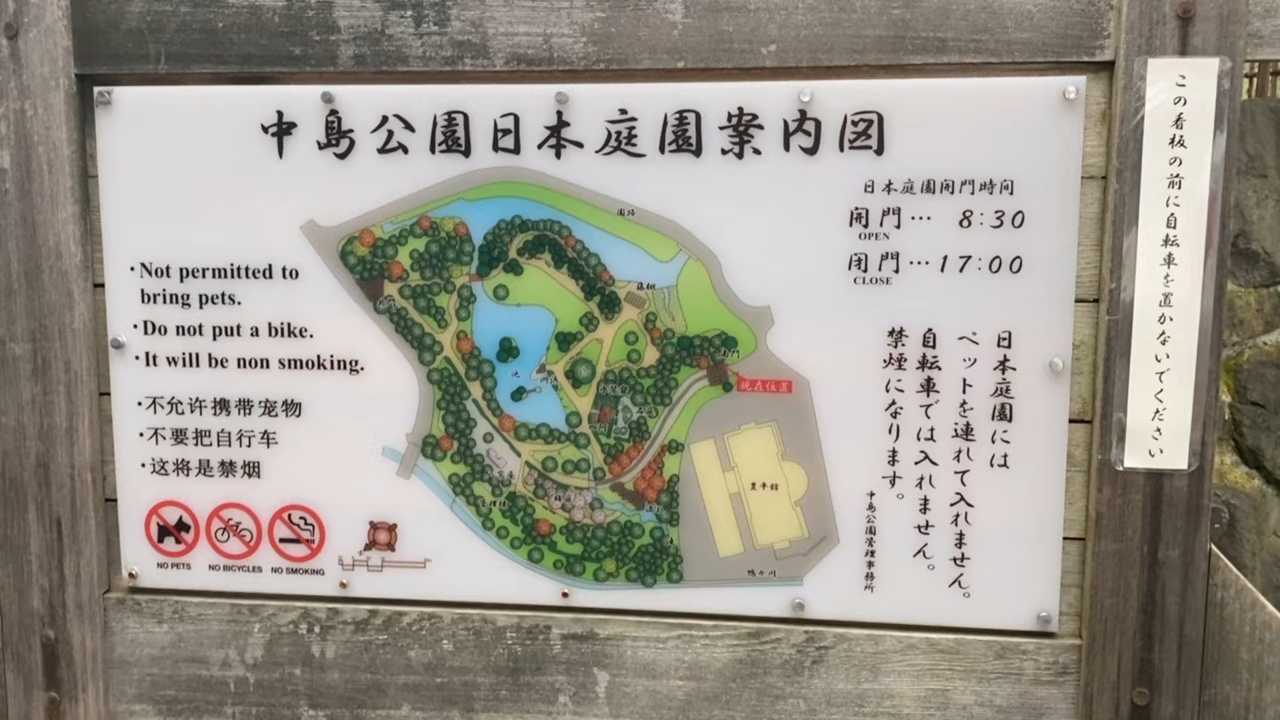 中島公園日本庭園案内図
日本庭園開門時间
開門… 8:30
OPEN
閉門…17:00
CLOSE
・Not permitted to
bring pets.
・Do not put a bike.
・It will be non smoking.
・不允许携带宠物
・不要把自行车
・这将是禁烟
NO PETS
NO BICYCLES
NO SMOKING
園路
藤棚
池
現在位置
豊平館
鴨々川
日本庭園には
ペットを連れて入れません。
自転車では入れません。
禁煙になります。
中島公園管理事務所
この看板の前に自転車を置かないでください